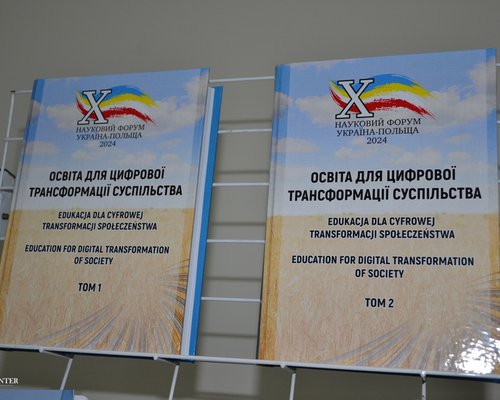 X
НАУКОВИЙ ФОРУМ
УКРАЇНА-ПОЛЬЩА
2024
ОСВІТА ДЛЯ ЦИФРОВОЇ
ТРАНСФОРМАЦІЇ СУСПІЛЬСТВА
EDUKACJA DLA CYFROWEJ
TRANSFORMACJI SPOŁECZEŃSTWA
EDUCATION FOR DIGITAL TRANSFORMATION
OF SOCIETY
ТОМ 1
X
НАУКОВИЙ ФОРУМ
УКРАЇНА-ПОЛЬЩА
2024
ОСВІТА ДЛЯ ЦИФРОВОЇ
ТРАНСФОРМАЦІЇ СУСПІЛЬСТВА
EDUKACJA DLA CYFROWEJ
TRANSFORMACJI SPOŁECZEŃSTWA
EDUCATION FOR DIGITAL TRANSFORMATION
OF SOCIETY
ТОМ 2
NTER